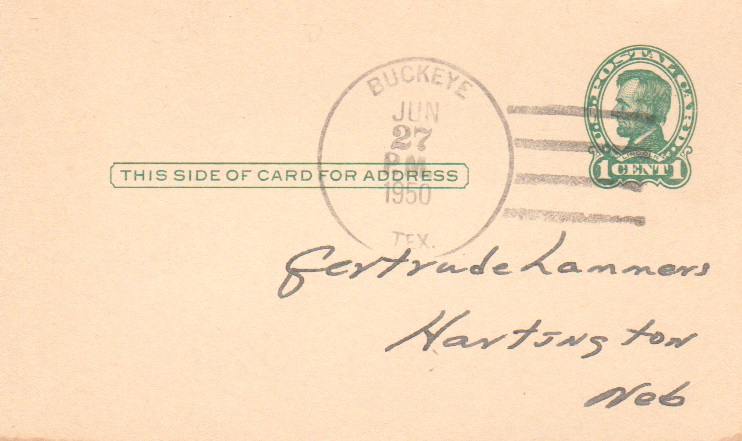 BUCKEYE
JUN
27
P.M.
1950
TEX.
U.S. POSTAL CARD
LINCOLN
1 CENT 1
THIS SIDE OF CARD FOR ADDRESS
Gertrude Lammers
Hartington
Neb